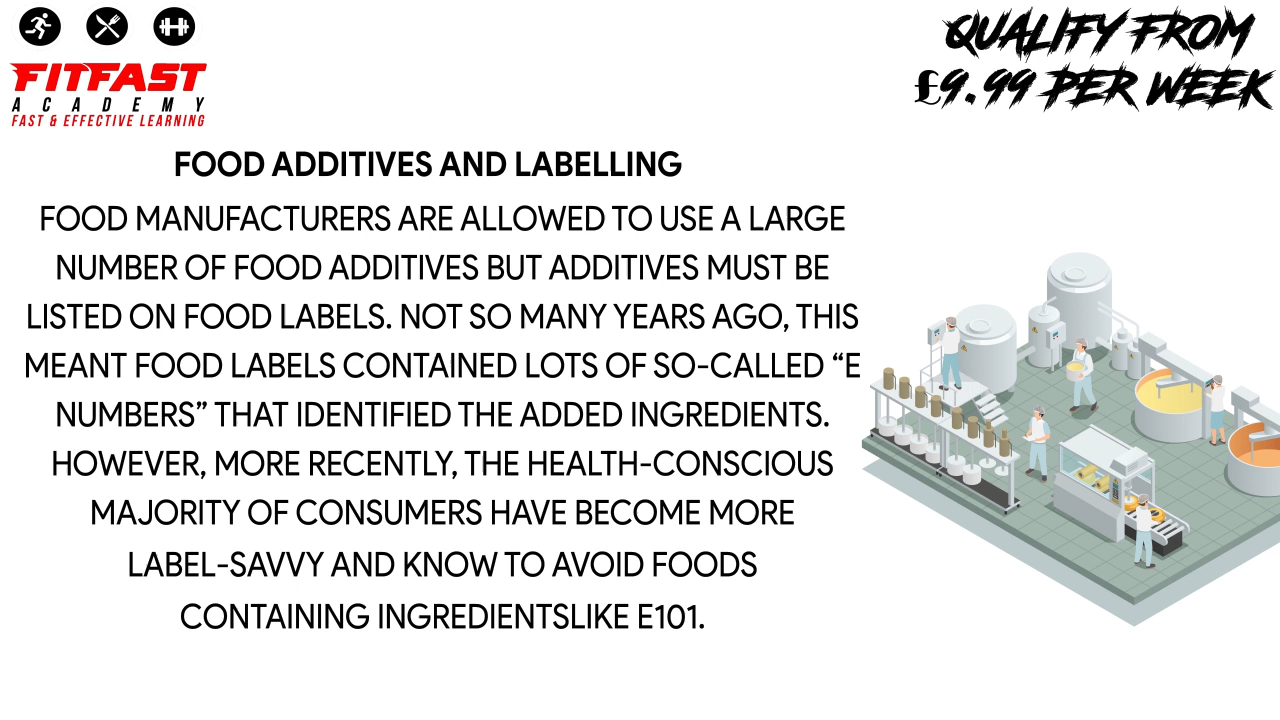 FITFAST
ACADEMY
FAST & EFFECTIVE LEARNING
QUALIFY FROM
£9.99 PER WEEK
FOOD ADDITIVES AND LABELLING
FOOD MANUFACTURERS ARE ALLOWED TO USE A LARGE
NUMBER OF FOOD ADDITIVES BUT ADDITIVES MUST BE
LISTED ON FOOD LABELS. NOT SO MANY YEARS AGO, THIS
MEANT FOOD LABELS CONTAINED LOTS OF SO-CALLED “E
NUMBERS” THAT IDENTIFIED THE ADDED INGREDIENTS.
HOWEVER, MORE RECENTLY, THE HEALTH-CONSCIOUS
MAJORITY OF CONSUMERS HAVE BECOME MORE
LABEL-SAVVY AND KNOW TO AVOID FOODS
CONTAINING INGREDIENTSLIKE E101.